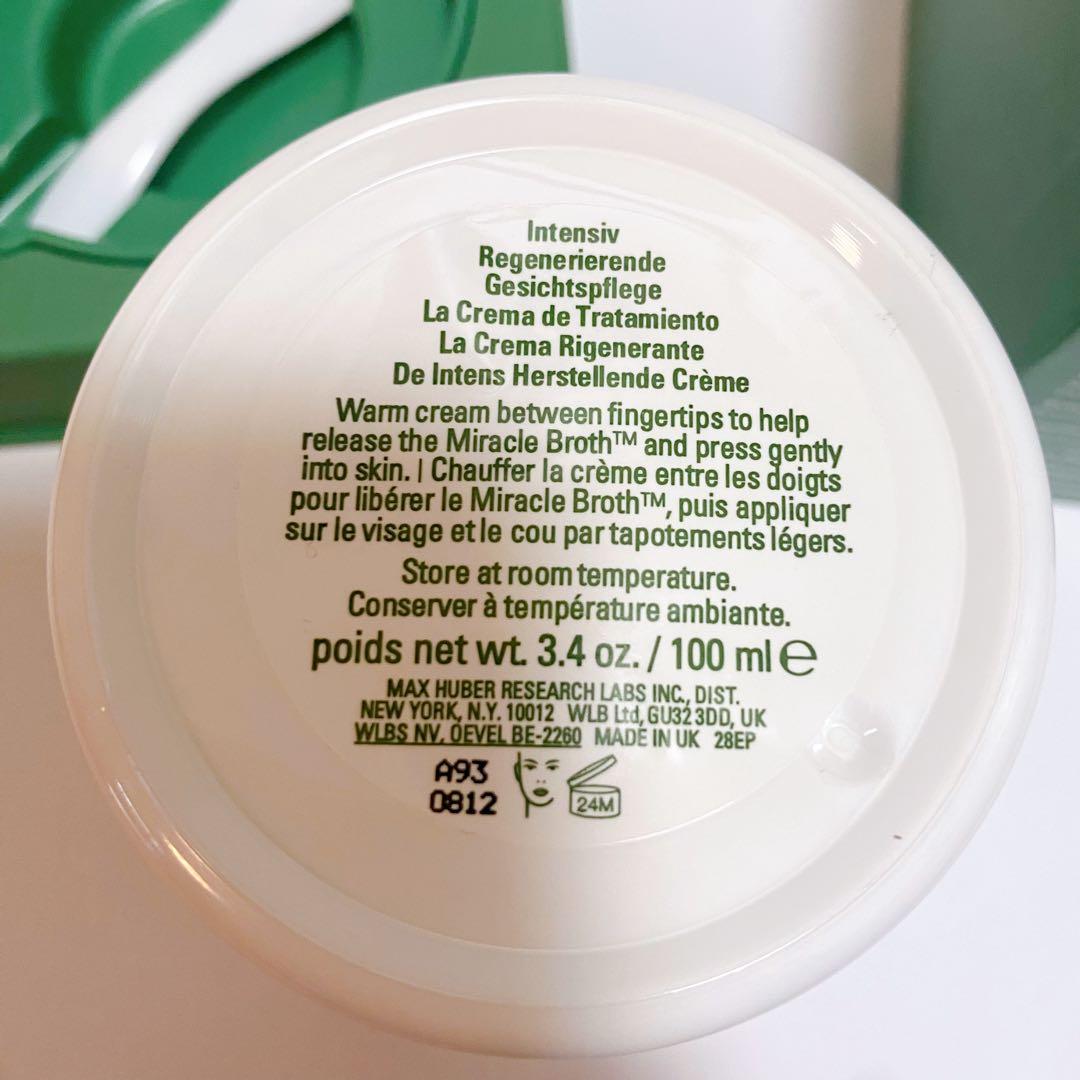 Intensiv
Regenerierende
Gesichtspflege
La Crema de Tratamiento
La Crema Rigenerante
De Intens Herstellende Crème
Warm cream between fingertips to help
release the Miracle Broth™ and press gently
into skin. | Chauffer la crème entre les doigts
pour libérer le Miracle Broth™, puis appliquer
sur le visage et le cou par tapotements légers.
Store at room temperature.
Conserver à température ambiante.
poids net wt. 3.4 oz. / 100 ml ℮
MAX HUBER RESEARCH LABS INC., DIST.
NEW YORK, N.Y. 10012 WLB Ltd, GU32 3DD, UK
WLBS NV, OEVEL BE-2260 MADE IN UK 28EP
A93
0812
24M